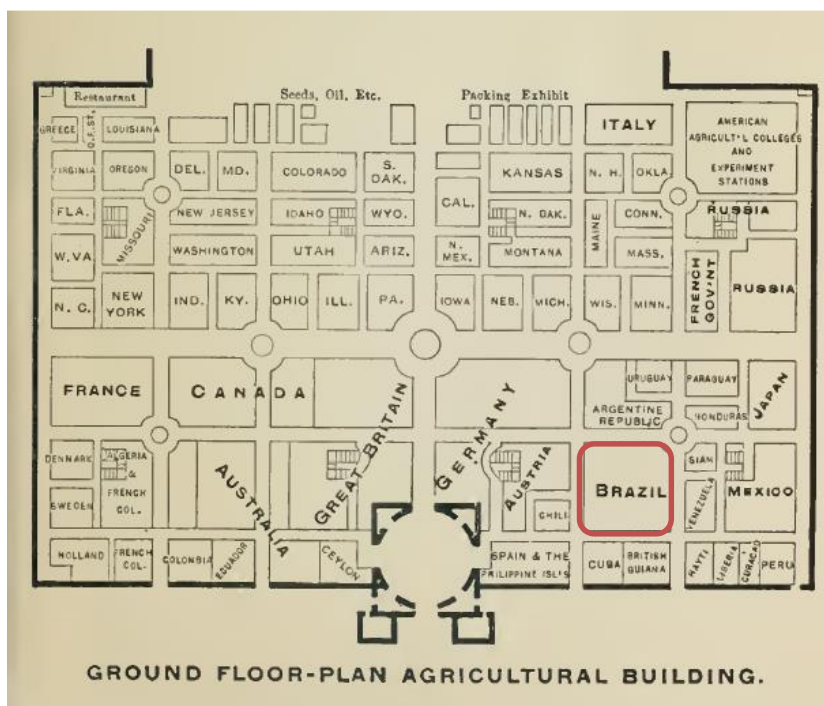 Restaurant
Seeds, Oil, Etc.
Packing Exhibit
GREECE
O.F.ST.
LOUISIANA
ITALY
AMERICAN
AGRICULT'L COLLEGES
AND
EXPERIMENT
STATIONS
VIRGINIA
OREGON
DEL.
MD.
COLORADO
S.
DAK.
KANSAS
N. H.
OKLA.
CAL.
FLA.
MISSOURI
NEW JERSEY
IDAHO
WYO.
N. DAK.
MAINE
CONN.
RUSSIA
W.VA.
WASHINGTON
UTAH
ARIZ.
N.
MEX.
MONTANA
MASS.
FRENCH
GOV'NT
RUSSIA
N. C.
NEW
YORK
IND.
KY.
OHIO
ILL.
PA.
IOWA
NEB.
MICH.
WIS.
MINN.
FRANCE
CANADA
GREAT BRITAIN
GERMANY
URUGUAY
PARAGUAY
JAPAN
ARGENTINE
REPUBLIC
HONDURAS
DENMARK
ALGERIA
&
FRENCH
COL.
AUSTRALIA
AUSTRIA
BRAZIL
SIAM
VENEZUELA
MEXICO
SWEDEN
CHILI
HOLLAND
FRENCH
COL.
COLOMBIA
ECUADOR
CEYLON
SPAIN & THE
PHILIPPINE ISL'S
CUBA
BRITISH
GUIANA
HAYTI
LIBERIA
CURACAO
PERU
GROUND FLOOR-PLAN AGRICULTURAL BUILDING.